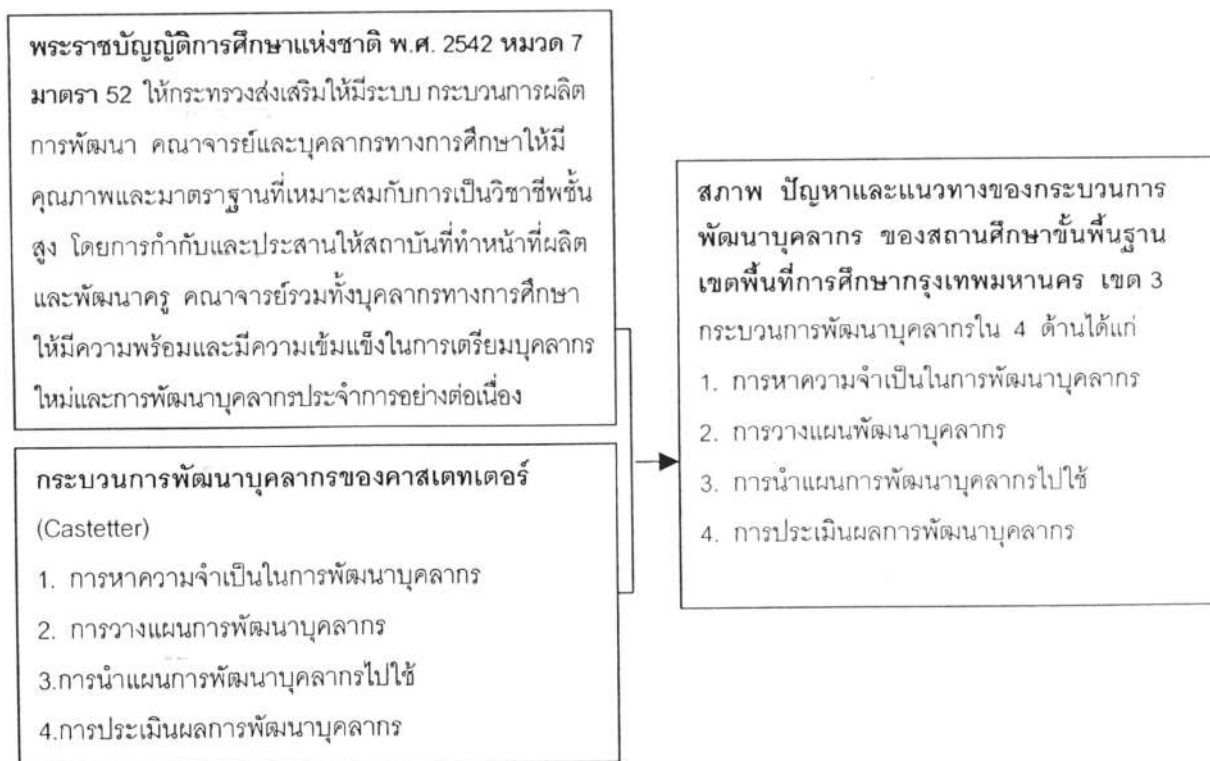 พระราชบัญญัติการศึกษาแห่งชาติ พ.ศ. 2542 หมวด 7
มาตรา 52 ให้กระทรวงส่งเสริมให้มีระบบ กระบวนการผลิต
การพัฒนา คณาจารย์และบุคลากรทางการศึกษาให้มี
คุณภาพและมาตราฐานที่เหมาะสมกับการเป็นวิชาชีพชั้น
สูง โดยการกำกับและประสานให้สถาบันที่ทำหน้าที่ผลิต
และพัฒนาครู คณาจารย์รวมทั้งบุคลากรทางการศึกษา
ให้มีความพร้อมและมีความเข้มแข็งในการเตรียมบุคลากร
ใหม่และการพัฒนาบุคลากรประจำการอย่างต่อเนื่อง
กระบวนการพัฒนาบุคลากรของคาสเตทเตอร์
(Castetter)
1. การหาความจำเป็นในการพัฒนาบุคลากร
2. การวางแผนการพัฒนาบุคลากร
3.การนำแผนการพัฒนาบุคลากรไปใช้
4.การประเมินผลการพัฒนาบุคลากร
สภาพ ปัญหาและแนวทางของกระบวนการ
พัฒนาบุคลากร ของสถานศึกษาขั้นพื้นฐาน
เขตพื้นที่การศึกษากรุงเทพมหานคร เขต 3
กระบวนการพัฒนาบุคลากรใน 4 ด้านได้แก่
1. การหาความจำเป็นในการพัฒนาบุคลากร
2. การวางแผนพัฒนาบุคลากร
3. การนำแผนการพัฒนาบุคลากรไปใช้
4. การประเมินผลการพัฒนาบุคลากร